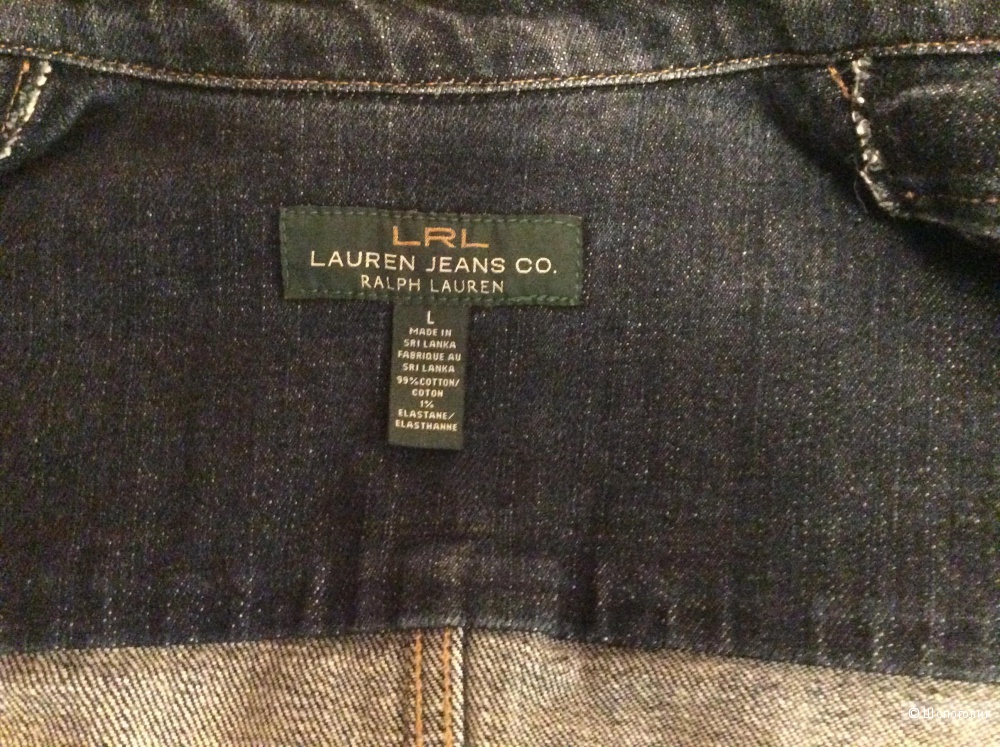 LRL
LAUREN JEANS CO.
RALPH LAUREN
L
MADE IN
SRI LANKA
FABRIQUE AU
SRI LANKA
99%COTTON/
COTON
1%
ELASTANE/
ELASTHANNE